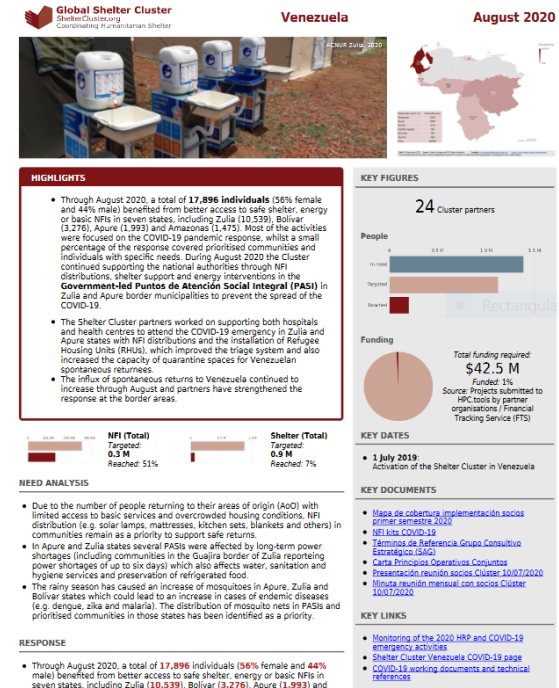 Global Shelter Cluster
ShelterCluster.org
Coordinating Humanitarian Shelter
Venezuela
August 2020
ACNUR Zulia, 2020
HIGHLIGHTS
• Through August 2020, a total of 17,896 individuals (56% female
and 44% male) benefited from better access to safe shelter, energy
or basic NFIs in seven states, including Zulia (10,539), Bolívar
(3,276), Apure (1,993) and Amazonas (1,475). Most of the activities
were focused on the COVID-19 pandemic response, whilst a small
percentage of the response covered prioritised communities and
individuals with specific needs. During August 2020 the Cluster
continued supporting the national authorities through NFI
distributions, shelter support and energy interventions in the
Government-led Puntos de Atención Social Integral (PASI) in
Zulia and Apure border municipalities to prevent the spread of the
COVID-19.
• The Shelter Cluster partners worked on supporting both hospitals
and health centres to attend the COVID-19 emergency in Zulia and
Apure states with NFI distributions and the installation of Refugee
Housing Units (RHUs), which improved the triage system and also
increased the capacity of quarantine spaces for Venezuelan
spontaneous returnees.
• The influx of spontaneous returns to Venezuela continued to
increase through August and partners have strengthened the
response at the border areas.
NFI (Total)
Targeted:
0.3 M
Reached: 51%
Shelter (Total)
Targeted:
0.9 M
Reached: 7%
NEED ANALYSIS
• Due to the number of people returning to their areas of origin (AoO) with
limited access to basic services and overcrowded housing conditions, NFI
distribution (e.g. solar lamps, mattresses, kitchen sets, blankets and others) in
communities remain as a priority to support safe returns.
• In Apure and Zulia states several PASIs were affected by long-term power
shortages (including communities in the Guajira border of Zulia reporteing
power shortages of up to six days) which also affects water, sanitation and
hygiene services and preservation of refrigerated food.
• The rainy season has caused an increase of mosquitoes in Apure, Zulia and
Bolívar states which could lead to an increase in cases of endemic diseases
(e.g. dengue, zika and malaria). The distribution of mosquito nets in PASIs and
prioritised communities in those states has been identified as a priority.
RESPONSE
• Through August 2020, a total of 17,896 individuals (56% female and 44%
male) benefited from better access to safe shelter, energy or basic NFIs in
seven states, including Zulia (10,539), Bolívar (3,276), Apure (1,993) and
KEY FIGURES
24 Cluster partners
People
0
0.5 M
1.0 M
1.5 M
In need
Targeted
Reached
Rectangula
Funding
Total funding required:
$42.5 M
Funded: 1%
Source: Projects submitted to
HPC.tools by partner
organisations / Financial
Tracking Service (FTS)
KEY DATES
• 1 July 2019:
Activation of the Shelter Cluster in Venezuela
KEY DOCUMENTS
• Mapa de cobertura implementación socios
primer semestre 2020
• NFI kits COVID-19
• Términos de Referencia Grupo Consultivo
Estratégico (SAG)
• Carta Principios Operativos Conjuntos
• Presentación reunión socios Clúster 10/07/2020
• Minuta reunión mensual con socios Clúster
10/07/2020
KEY LINKS
• Monitoring of the 2020 HRP and COVID-19
emergency activities
• Shelter Cluster Venezuela COVID-19 page
• COVID-19 working documents and technical
references